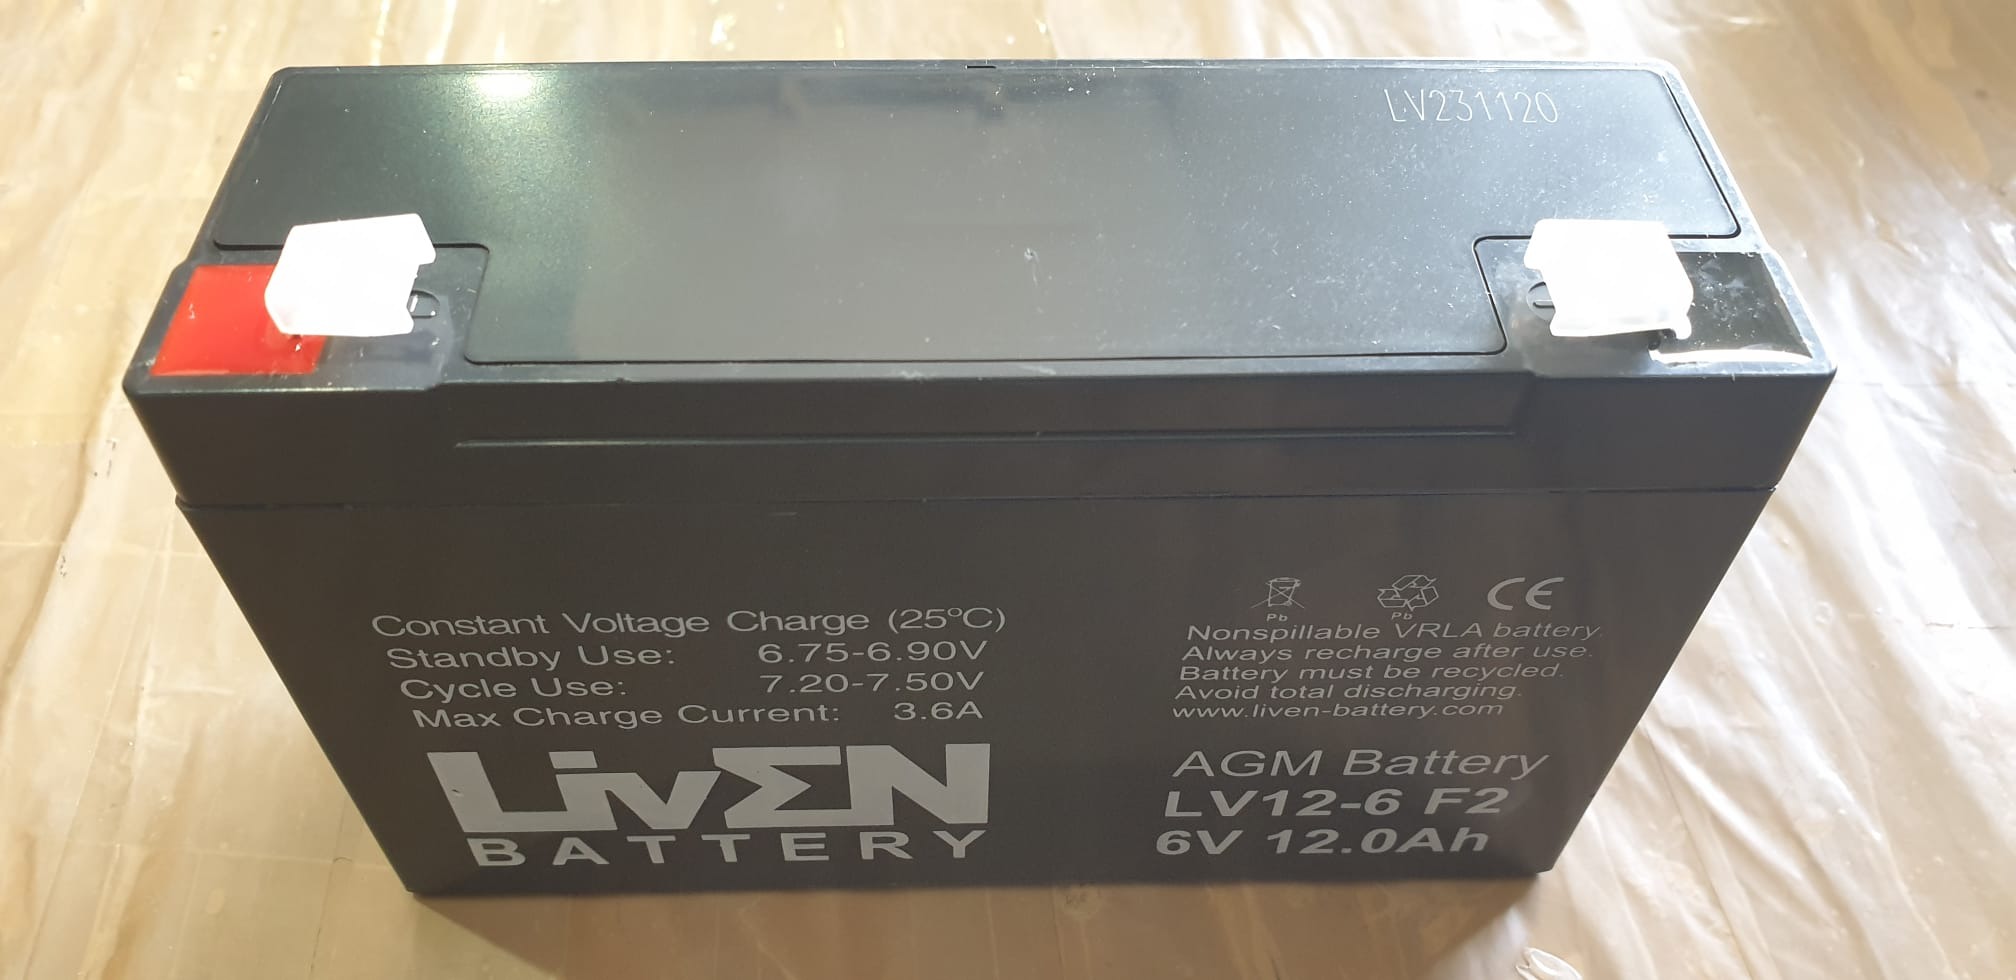 LV231120
Constant Voltage Charge (25ºC)
Standby Use: 6.75-6.90V
Cycle Use: 7.20-7.50V
Max Charge Current: 3.6A
LivΣN
BATTERY
Pb
Pb
CE
Nonspillable VRLA battery.
Always recharge after use.
Battery must be recycled.
Avoid total discharging.
www.liven-battery.com
AGM Battery
LV12-6 F2
6V 12.0Ah